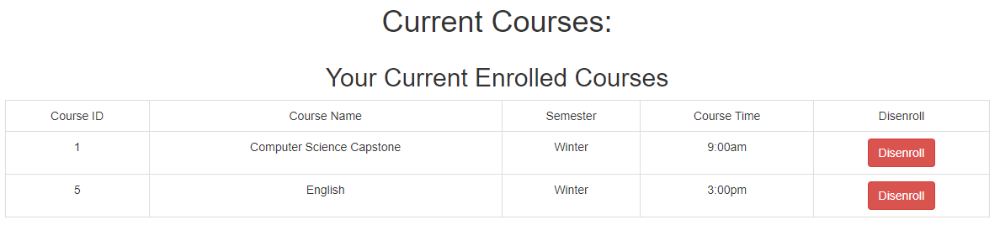 Current Courses:
Your Current Enrolled Courses
Course ID Course Name Semester Course Time Disenroll
1 Computer Science Capstone Winter 9:00am Disenroll
5 English Winter 3:00pm Disenroll